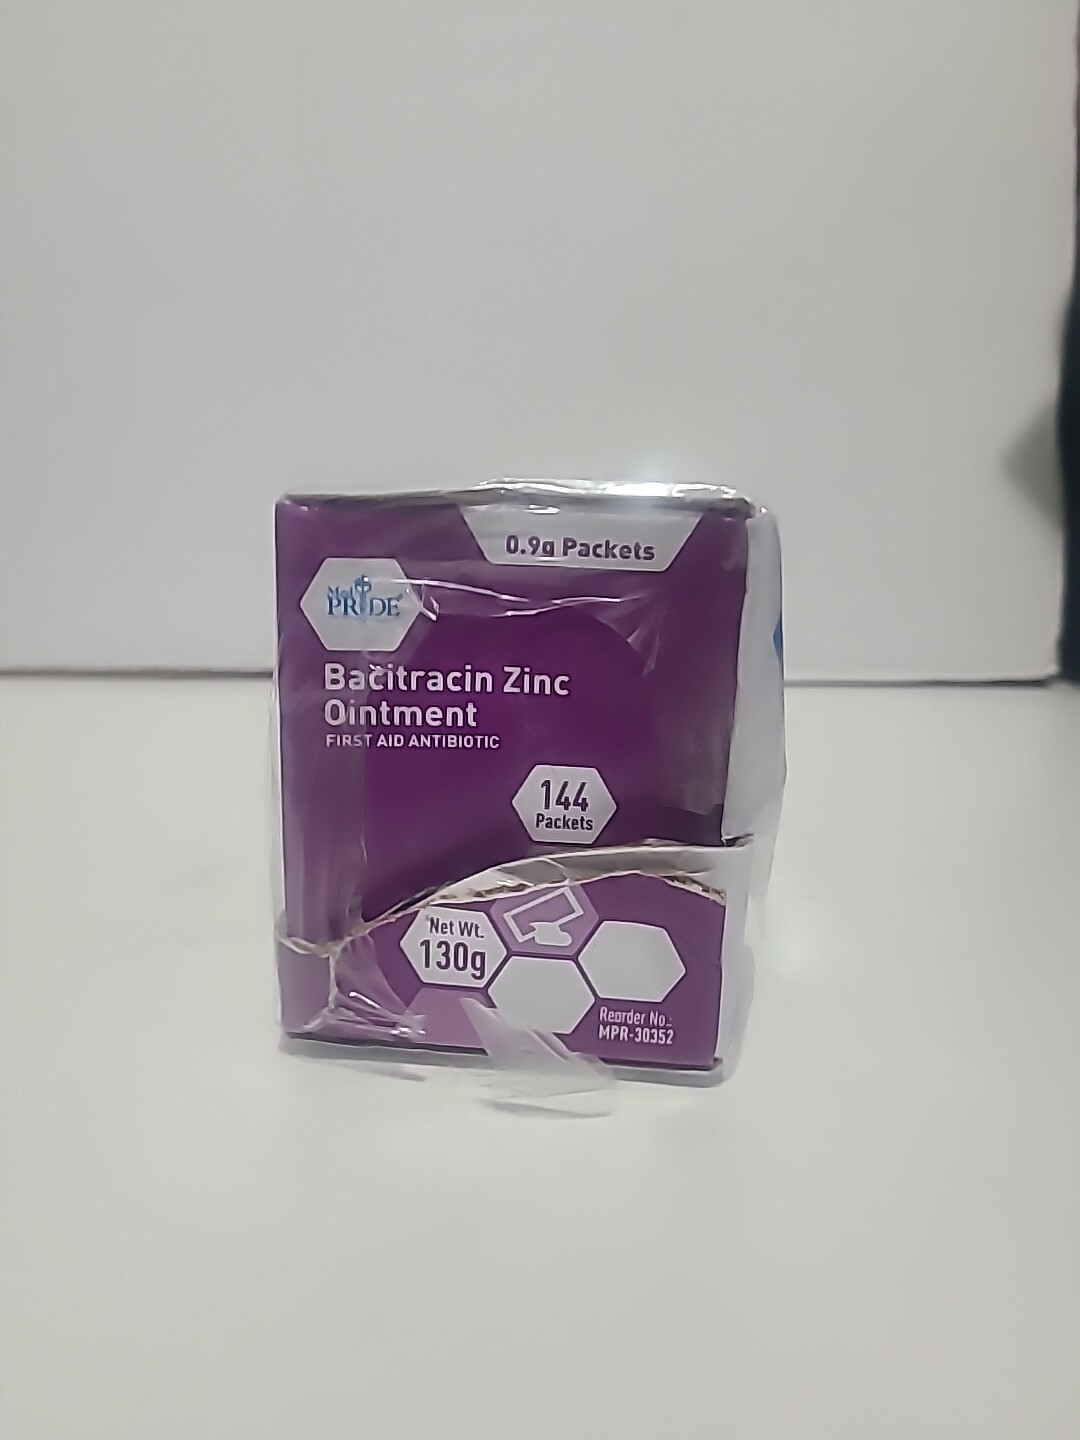 0.9g Packets
Med
PRIDE
Bacitracin Zinc
Ointment
FIRST AID ANTIBIOTIC
144
Packets
Net Wt.
130g
Reorder No.:
MPR-30352